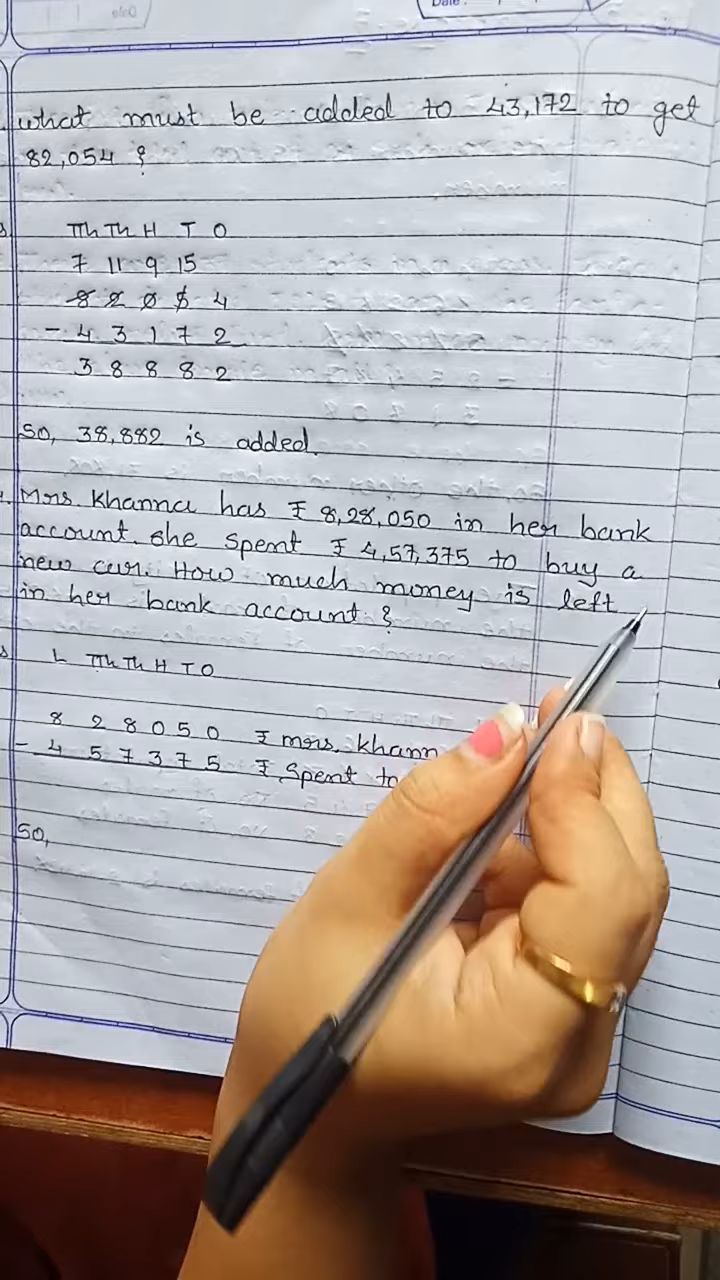 what must be added to 43,172 to get
82,054 ?
TTh Th H T O
7 11 9 15
8 2 0 5 4
- 4 3 1 7 2
3 8 8 8 2
So, 38,882 is added.
Mrs Khanna has ₹ 8,28,050 in her bank
account. she spent ₹ 4,57,375 to buy a
new car. How much money is left
in her bank account ?
L TTh Th H T O
8 2 8 0 5 0 ₹ mrs. khann
- 4 5 7 3 7 5 ₹ Spent to
So,